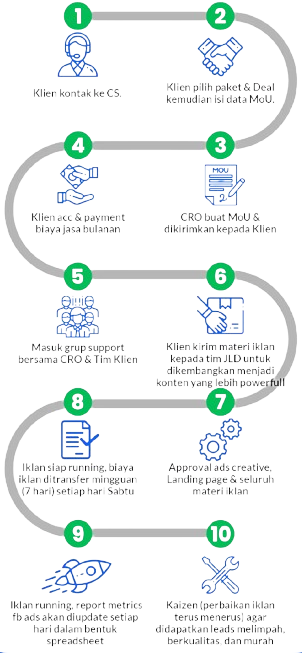 1
Klien kontak ke CS.
2
Klien pilih paket & Deal
kemudian isi data MoU.
3
MOU
CRO buat MoU &
dikirimkan kepada Klien
4
Klien acc & payment
biaya jasa bulanan
5
Masuk grup support
bersama CRO & Tim Klien
6
Klien kirim materi iklan
kepada tim JLD untuk
dikembangkan menjadi
konten yang lebih powerfull
7
Approval ads creative,
Landing page & seluruh
materi iklan
8
Iklan siap running, biaya
iklan ditransfer mingguan
(7 hari) setiap hari Sabtu
9
Iklan running, report metrics
fb ads akan diupdate setiap
hari dalam bentuk
spreadsheet
10
Kaizen (perbaikan iklan
terus menerus) agar
didapatkan leads melimpah,
berkualitas, dan murah